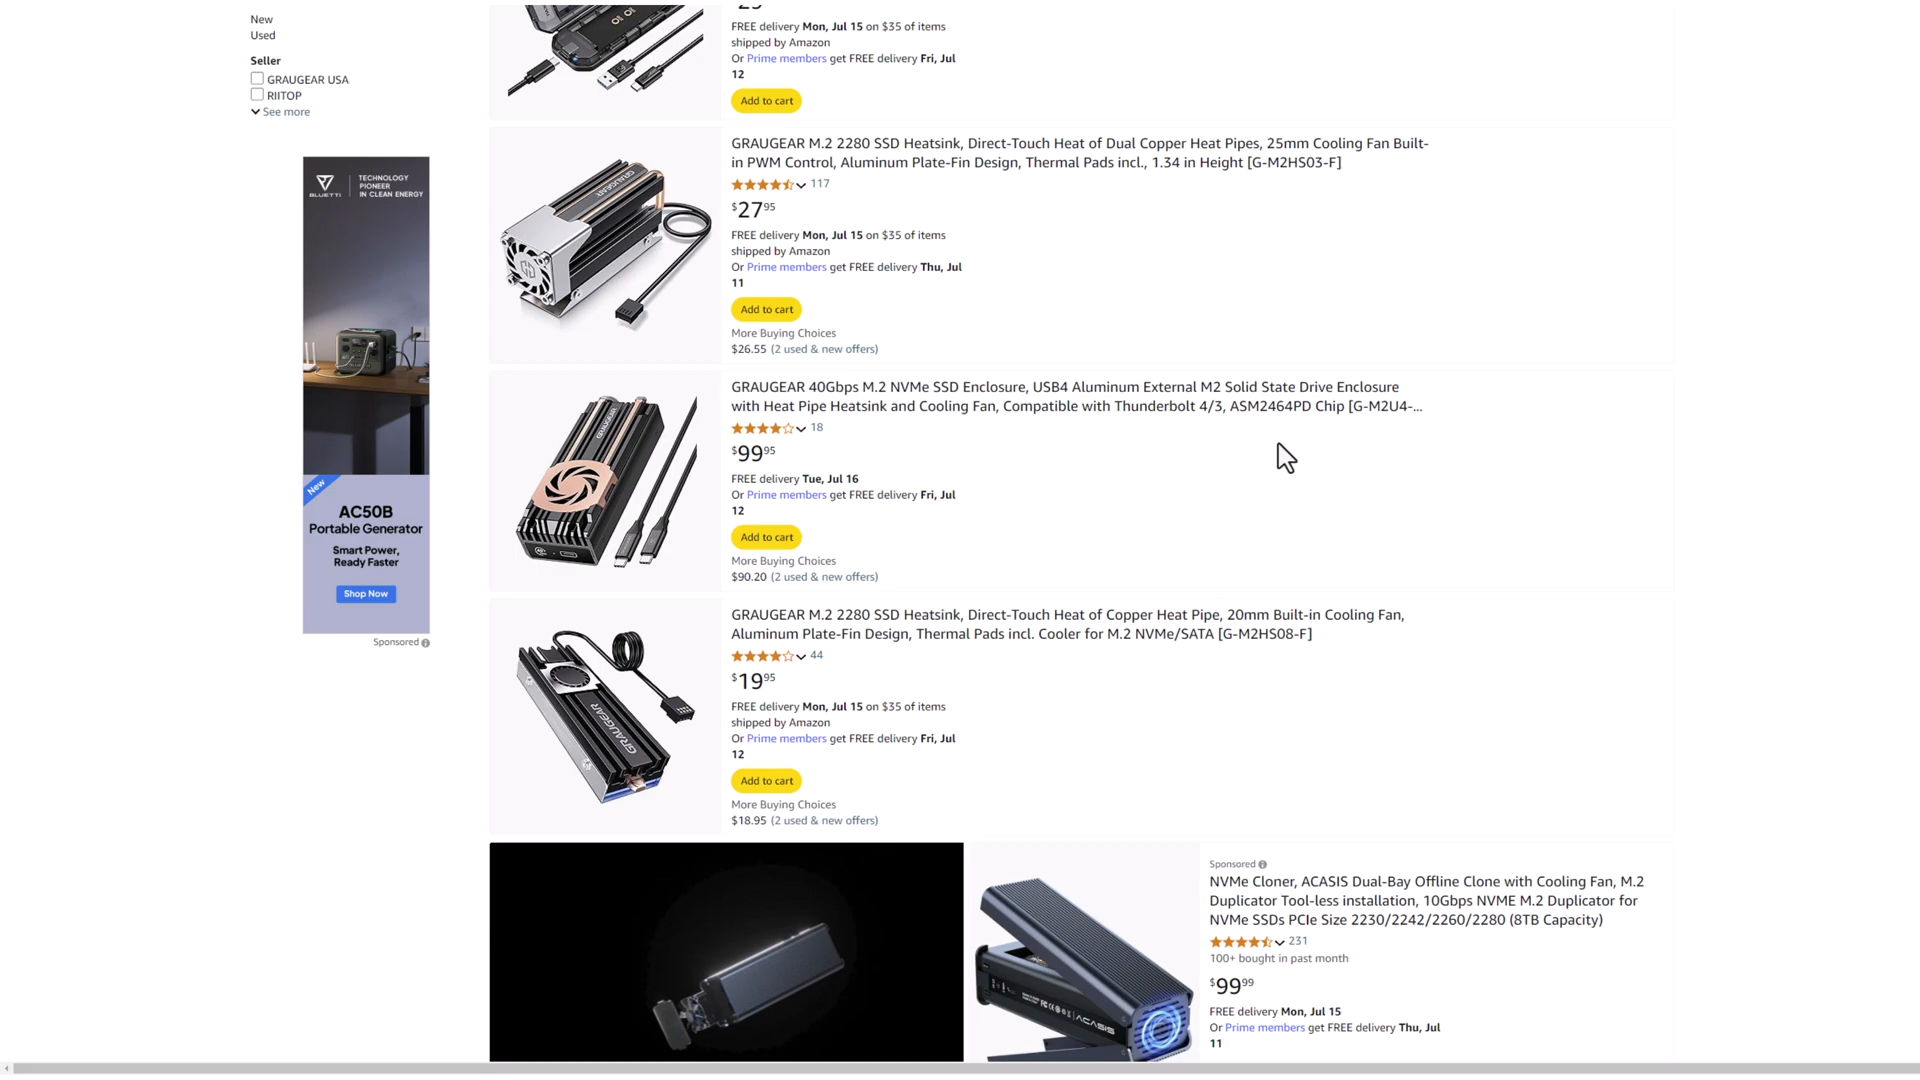 New
Used
Seller
GRAUGEAR USA
RIITOP
See more
BLUETTI
TECHNOLOGY
PIONEER
IN CLEAN ENERGY
New
AC50B
Portable Generator
Smart Power,
Ready Faster
Shop Now
Sponsored
FREE delivery Mon, Jul 15 on $35 of items
shipped by Amazon
Or Prime members get FREE delivery Fri, Jul
12
Add to cart
GRAUGEAR
GRAUGEAR M.2 2280 SSD Heatsink, Direct-Touch Heat of Dual Copper Heat Pipes, 25mm Cooling Fan Built-
in PWM Control, Aluminum Plate-Fin Design, Thermal Pads incl., 1.34 in Height [G-M2HS03-F]
117
$27.95
FREE delivery Mon, Jul 15 on $35 of items
shipped by Amazon
Or Prime members get FREE delivery Thu, Jul
11
Add to cart
More Buying Choices
$26.55 (2 used & new offers)
GRAUGEAR
GRAUGEAR 40Gbps M.2 NVMe SSD Enclosure, USB4 Aluminum External M2 Solid State Drive Enclosure
with Heat Pipe Heatsink and Cooling Fan, Compatible with Thunderbolt 4/3, ASM2464PD Chip [G-M2U4-...
18
$99.95
FREE delivery Tue, Jul 16
Or Prime members get FREE delivery Fri, Jul
12
Add to cart
More Buying Choices
$90.20 (2 used & new offers)
GRAUGEAR
GRAUGEAR M.2 2280 SSD Heatsink, Direct-Touch Heat of Copper Heat Pipe, 20mm Built-in Cooling Fan,
Aluminum Plate-Fin Design, Thermal Pads incl. Cooler for M.2 NVMe/SATA [G-M2HS08-F]
44
$19.95
FREE delivery Mon, Jul 15 on $35 of items
shipped by Amazon
Or Prime members get FREE delivery Fri, Jul
12
Add to cart
More Buying Choices
$18.95 (2 used & new offers)
ACASIS
Sponsored
NVMe Cloner, ACASIS Dual-Bay Offline Clone with Cooling Fan, M.2
Duplicator Tool-less installation, 10Gbps NVME M.2 Duplicator for
NVMe SSDs PCIe Size 2230/2242/2260/2280 (8TB Capacity)
231
100+ bought in past month
$99.99
FREE delivery Mon, Jul 15
Or Prime members get FREE delivery Thu, Jul
11